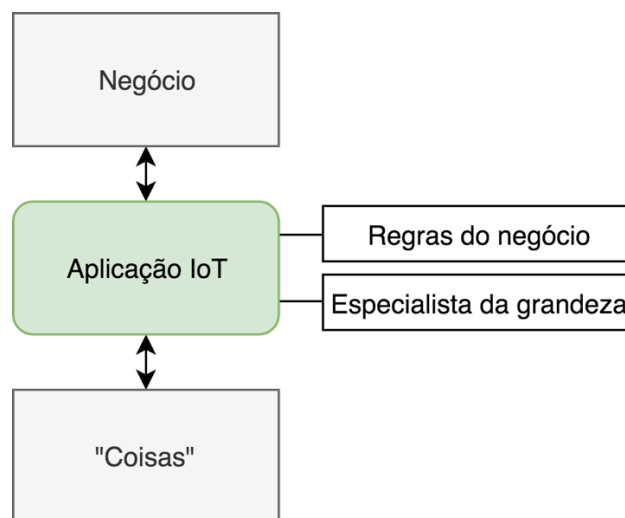 Negócio
Aplicação IoT
Regras do negócio
Especialista da grandeza
"Coisas"